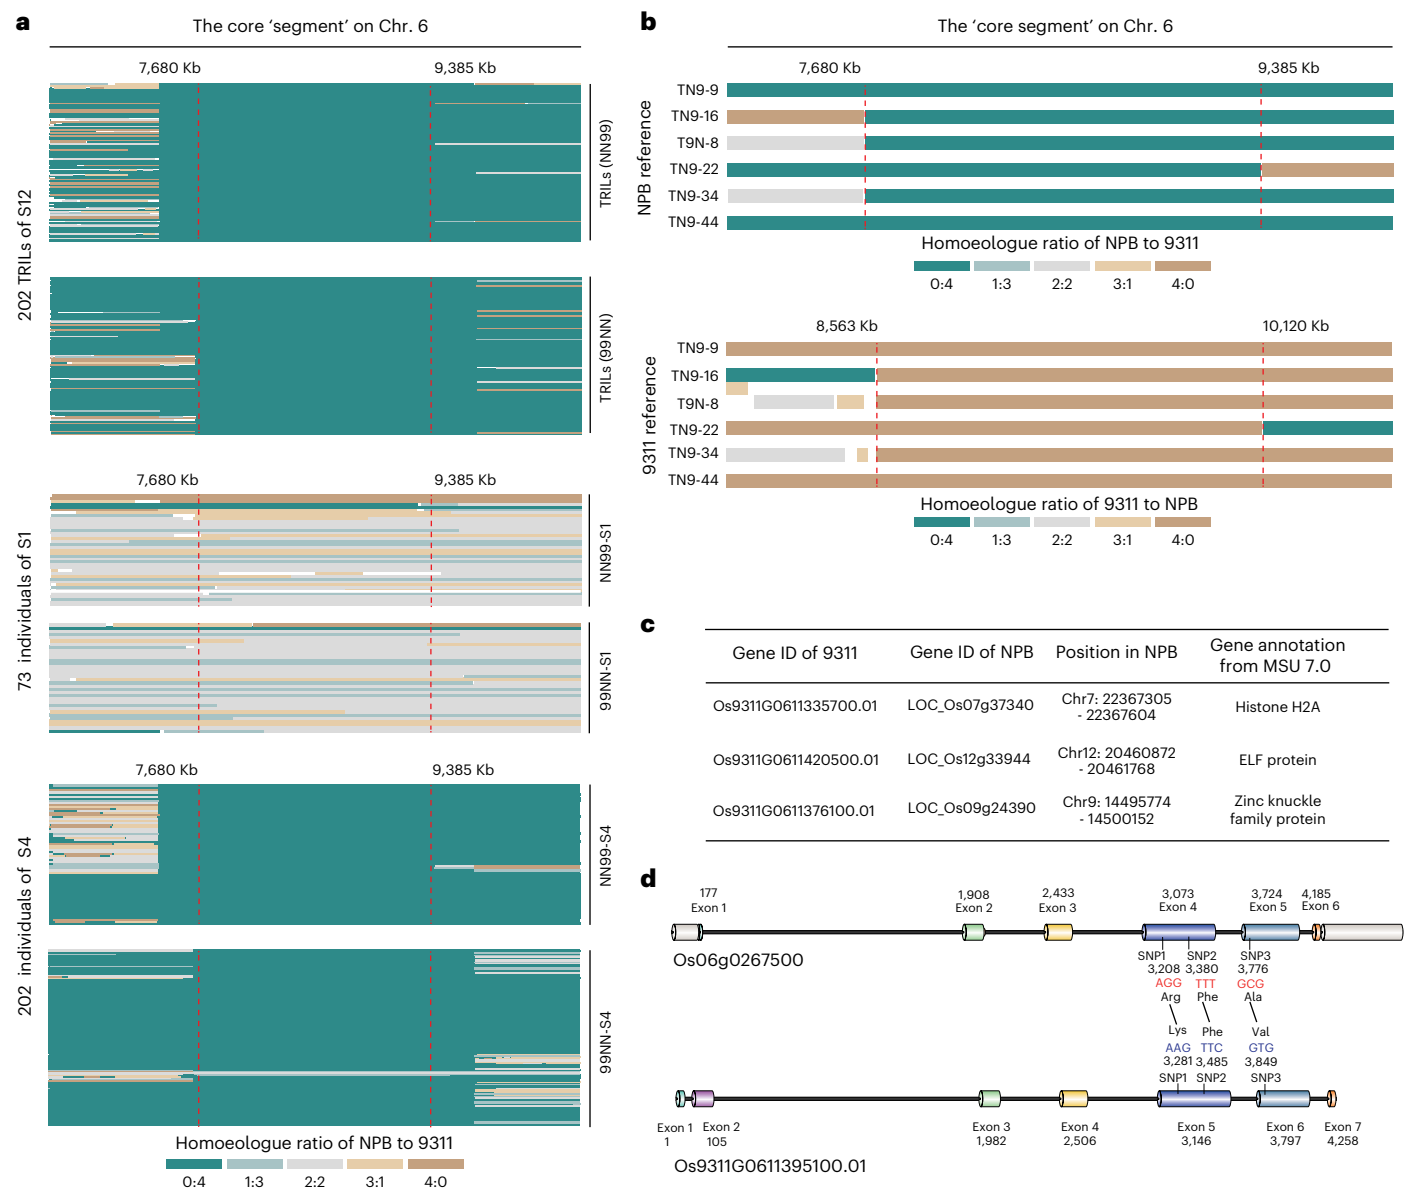 a
The core ‘segment’ on Chr. 6
7,680 Kb
9,385 Kb
202 TRILs of S12
TRILs (NN99)
TRILs (99NN)
7,680 Kb
9,385 Kb
73 individuals of S1
NN99-S1
99NN-S1
7,680 Kb
9,385 Kb
202 individuals of S4
NN99-S4
99NN-S4
Homoeologue ratio of NPB to 9311
0:4 1:3 2:2 3:1 4:0
b
The ‘core segment’ on Chr. 6
7,680 Kb
9,385 Kb
NPB reference
TN9-9
TN9-16
T9N-8
TN9-22
TN9-34
TN9-44
Homoeologue ratio of NPB to 9311
0:4 1:3 2:2 3:1 4:0
8,563 Kb
10,120 Kb
9311 reference
TN9-9
TN9-16
T9N-8
TN9-22
TN9-34
TN9-44
Homoeologue ratio of 9311 to NPB
0:4 1:3 2:2 3:1 4:0
c
Gene ID of 9311
Gene ID of NPB
Position in NPB
Gene annotation
from MSU 7.0
Os9311G0611335700.01
LOC_Os07g37340
Chr7: 22367305
- 22367604
Histone H2A
Os9311G0611420500.01
LOC_Os12g33944
Chr12: 20460872
- 20461768
ELF protein
Os9311G0611376100.01
LOC_Os09g24390
Chr9: 14495774
- 14500152
Zinc knuckle
family protein
d
177
Exon 1
1,908
Exon 2
2,433
Exon 3
3,073
Exon 4
3,724
Exon 5
4,185
Exon 6
Os06g0267500
SNP1 SNP2 SNP3
3,208 3,380 3,776
AGG TTT GCG
Arg Phe Ala
Lys Phe Val
AAG TTC GTG
3,281 3,485 3,849
SNP1 SNP2 SNP3
Exon 1
1
Exon 2
105
Exon 3
1,982
Exon 4
2,506
Exon 5
3,146
Exon 6
3,797
Exon 7
4,258
Os9311G0611395100.01